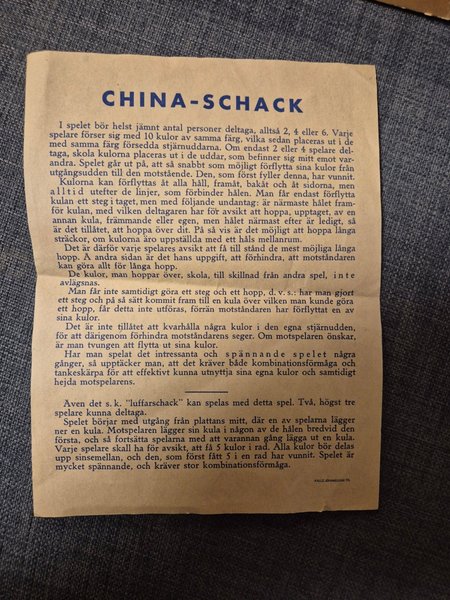 CHINA-SCHACK
I spelet bör helst jämnt antal personer deltaga, alltså 2, 4 eller 6. Varje
spelare förser sig med 10 kulor av samma färg, vilka sedan placeras ut i de
med samma färg försedda stjärnuddarna. Om endast 2 eller 4 spelare del-
taga, skola kulorna placeras ut i de uddar, som befinner sig mitt emot var-
andra. Spelet går ut på, att så snabbt som möjligt förflytta sina kulor från
utgångsudden till den motstående. Den, som först fyller denna, har vunnit.
Kulorna kan förflyttas åt alla håll, framåt, bakåt och åt sidorna, men
alltid utefter de linjer, som förbinder hålen. Man får endast förflytta
kulan ett steg i taget, men med följande undantag: är närmaste hålet fram-
för kulan, med vilken deltagaren har för avsikt att hoppa, upptaget, av en
annan kula, främmande eller egen, men hålet närmast efter är ledigt, så
är det tillåtet, att hoppa över dit. På så vis är det möjligt att hoppa långa
sträckor, om kulorna äro uppställda med ett håls mellanrum.
Det är därför varje spelares avsikt att få till stånd de mest möjliga långa
hopp. Å andra sidan är det hans uppgift, att förhindra, att motståndaren
kan göra allt för långa hopp.
De kulor, man hoppar över, skola, till skillnad från andra spel, inte
avlägsnas.
Man får inte samtidigt göra ett steg och ett hopp, d. v. s.: har man gjort
ett steg och på så sätt kommit fram till en kula över vilken man kunde göra
ett hopp, får detta inte utföras, förrän motståndaren har förflyttat en av
sina kulor.
Det är inte tillåtet att kvarhålla några kulor i den egna stjärnudden,
för att därigenom förhindra motståndarens seger. Om motspelaren önskar,
är man tvungen att flytta ut sina kulor.
Har man spelat det intressanta och spännande spelet några
gånger, så upptäcker man, att det kräver både kombinationsförmåga och
tankeskärpa för att effektivt kunna utnyttja sina egna kulor och samtidigt
hejda motspelarens.
Även det s. k. "luffarschack" kan spelas med detta spel. Två, högst tre
spelare kunna deltaga.
Spelet börjar med utgång från plattans mitt, där en av spelarna lägger
ner en kula. Motspelaren lägger sin kula i någon av de hålen bredvid den
första, och så fortsätta spelarna med att varannan gång lägga ut en kula.
Varje spelare skall ha för avsikt, att få 5 kulor i rad. Alla kulor bör delas
upp sinsemellan, och den, som först fått 5 i en rad har vunnit. Spelet är
mycket spännande, och kräver stor kombinationsförmåga.